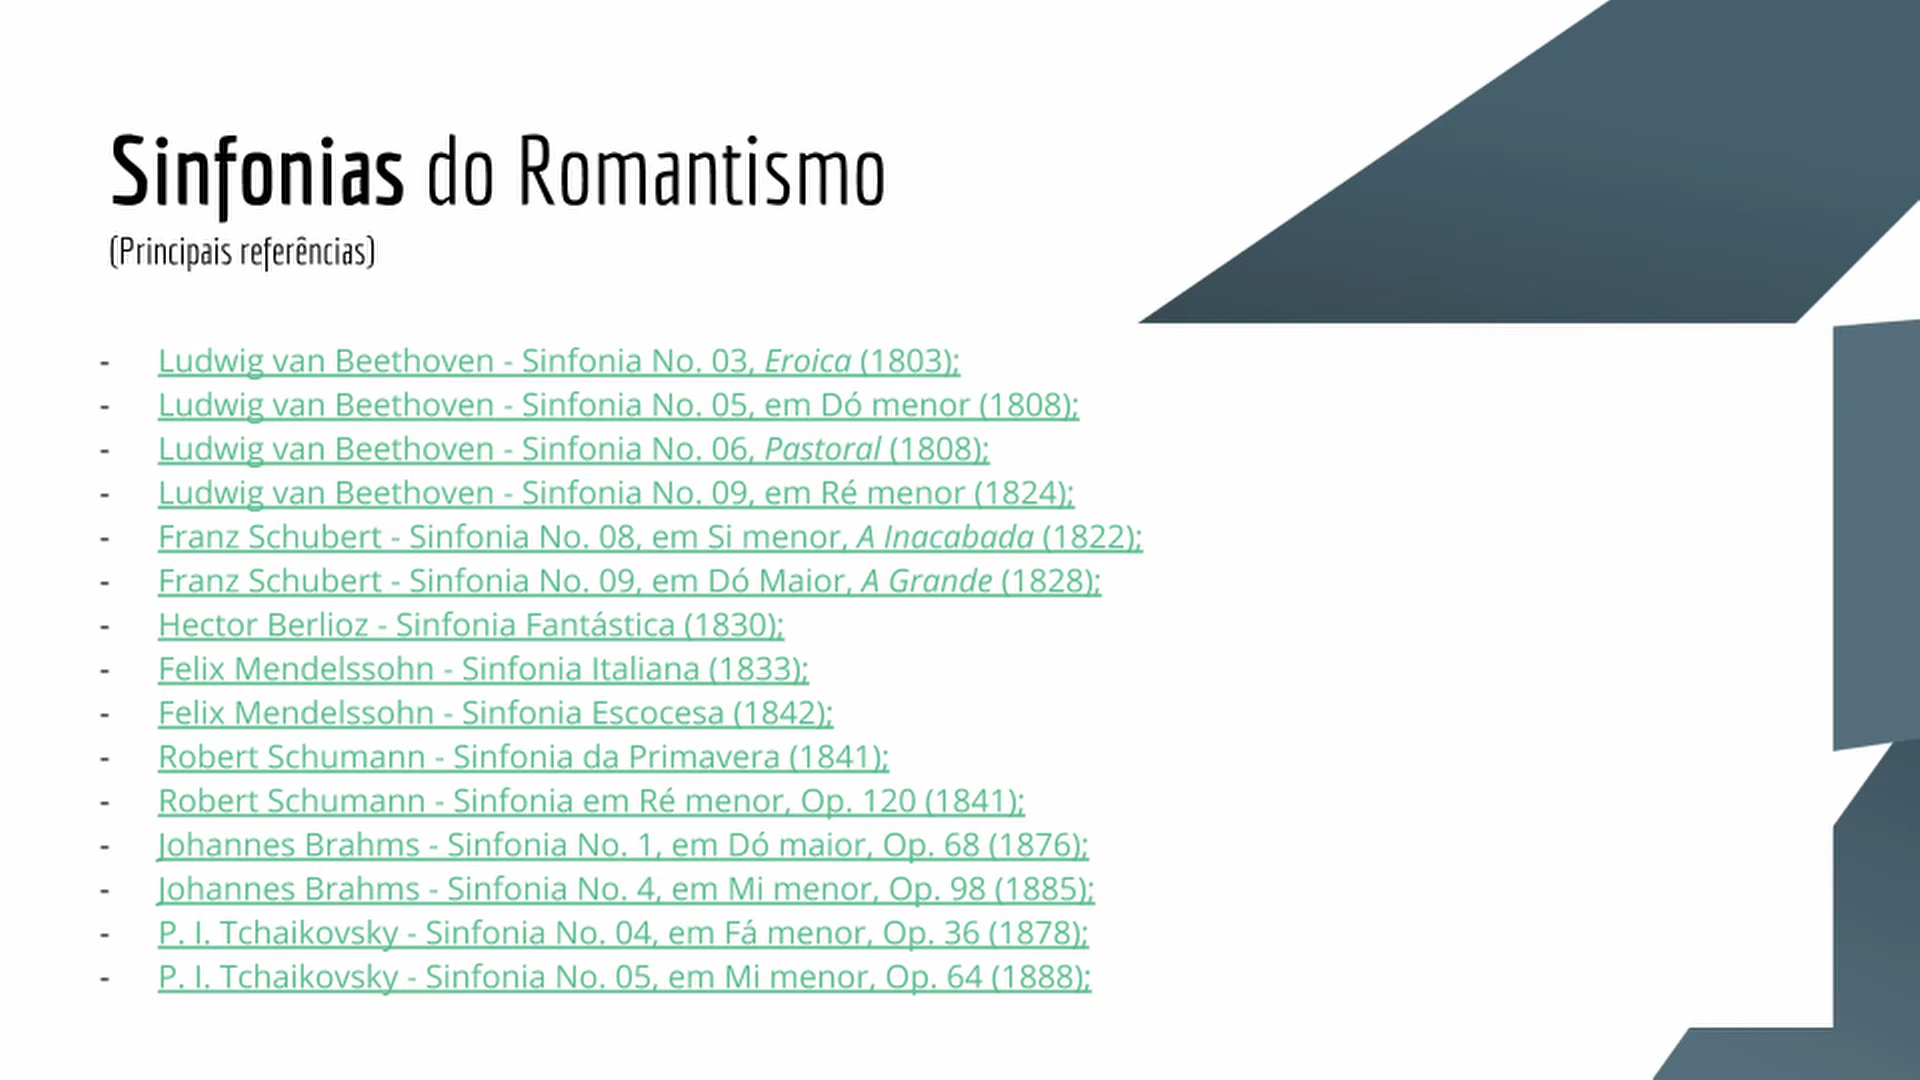 Sinfonias do Romantismo
(Principais referências)
- Ludwig van Beethoven - Sinfonia No. 03, Eroica (1803);
- Ludwig van Beethoven - Sinfonia No. 05, em Dó menor (1808);
- Ludwig van Beethoven - Sinfonia No. 06, Pastoral (1808);
- Ludwig van Beethoven - Sinfonia No. 09, em Ré menor (1824);
- Franz Schubert - Sinfonia No. 08, em Si menor, A Inacabada (1822);
- Franz Schubert - Sinfonia No. 09, em Dó Maior, A Grande (1828);
- Hector Berlioz - Sinfonia Fantástica (1830);
- Felix Mendelssohn - Sinfonia Italiana (1833);
- Felix Mendelssohn - Sinfonia Escocesa (1842);
- Robert Schumann - Sinfonia da Primavera (1841);
- Robert Schumann - Sinfonia em Ré menor, Op. 120 (1841);
- Johannes Brahms - Sinfonia No. 1, em Dó maior, Op. 68 (1876);
- Johannes Brahms - Sinfonia No. 4, em Mi menor, Op. 98 (1885);
- P. I. Tchaikovsky - Sinfonia No. 04, em Fá menor, Op. 36 (1878);
- P. I. Tchaikovsky - Sinfonia No. 05, em Mi menor, Op. 64 (1888);